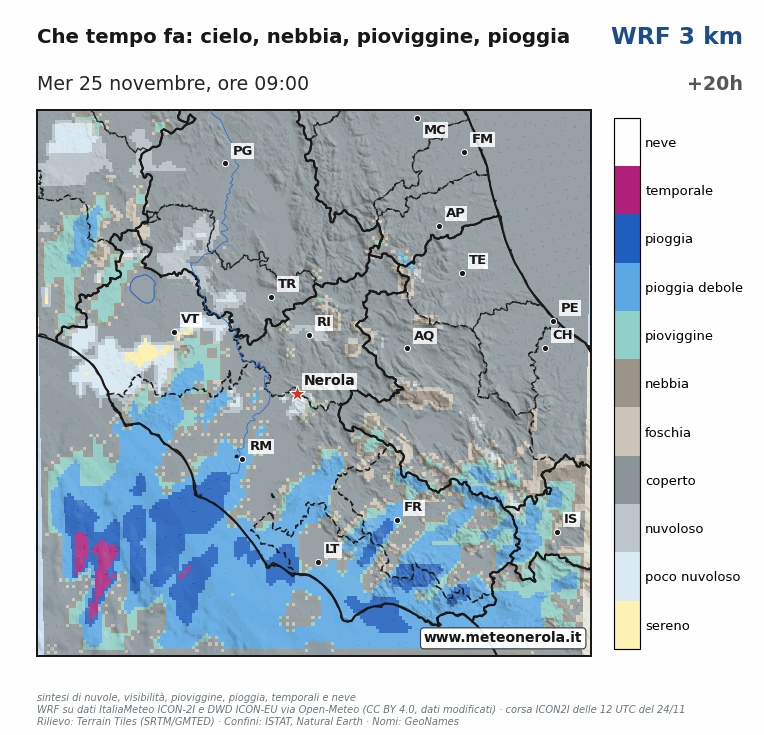 Che tempo fa: cielo, nebbia, pioviggine, pioggia
WRF 3 km
Mer 25 novembre, ore 09:00
+20h
MC
FM
PG
AP
TE
TR
PE
VT
RI
AQ
CH
Nerola
RM
FR
IS
LT
www.meteonerola.it
neve
temporale
pioggia
pioggia debole
pioviggine
nebbia
foschia
coperto
nuvoloso
poco nuvoloso
sereno
sintesi di nuvole, visibilità, pioviggine, pioggia, temporali e neve
WRF su dati ItaliaMeteo ICON-2I e DWD ICON-EU via Open-Meteo (CC BY 4.0, dati modificati) · corsa ICON2I delle 12 UTC del 24/11
Rilievo: Terrain Tiles (SRTM/GMTED) · Confini: ISTAT, Natural Earth · Nomi: GeoNames